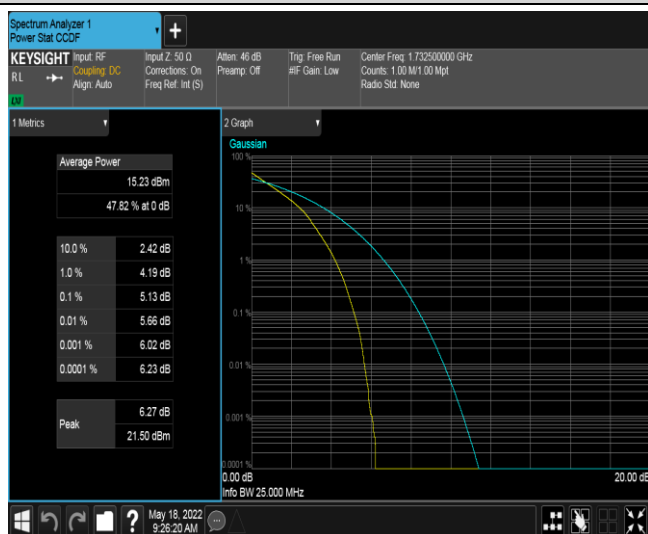 Spectrum Analyzer 1
Power Stat CCDF
KEYSIGHT
RL
Input: RF
Coupling: DC
Align: Auto
Input Z: 50 Ω
Corrections: On
Freq Ref: Int (S)
Atten: 46 dB
Preamp: Off
Trig: Free Run
#IF Gain: Low
Center Freq: 1.732500000 GHz
Counts: 1.00 M/1.00 Mpt
Radio Std: None
1 Metrics
Average Power
15.23 dBm
47.82 % at 0 dB
10.0 % 2.42 dB
1.0 % 4.19 dB
0.1 % 5.13 dB
0.01 % 5.66 dB
0.001 % 6.02 dB
0.0001 % 6.23 dB
Peak
6.27 dB
21.50 dBm
2 Graph
Gaussian
100 %
10 %
1 %
0.1 %
0.01 %
0.001 %
0.0001 %
0.00 dB
20.00 dB
Info BW 25.000 MHz
?
May 18, 2022
9:26:20 AM